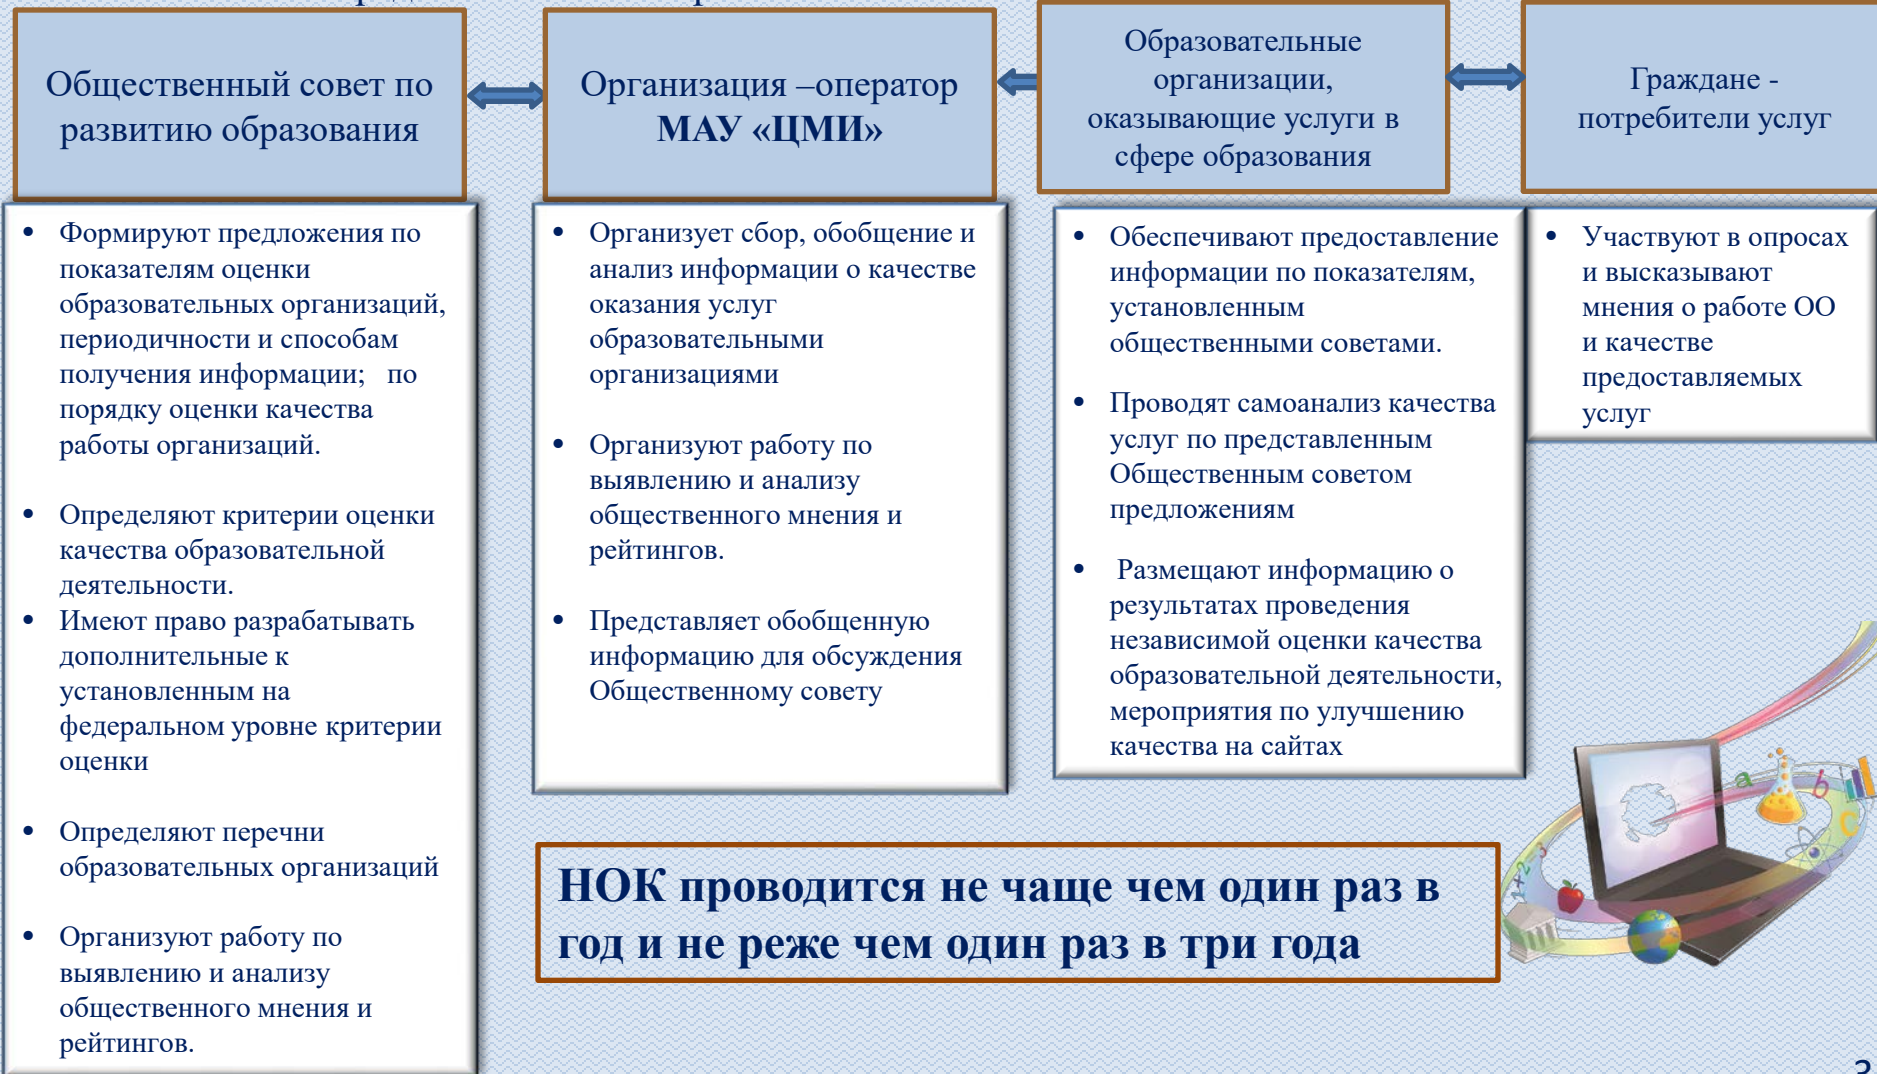 Общественный совет по
развитию образования
Организация –оператор
МАУ «ЦМИ»
Образовательные
организации,
оказывающие услуги в
сфере образования
Граждане -
потребители услуг
• Формируют предложения по
показателям оценки
образовательных организаций,
периодичности и способам
получения информации; по
порядку оценки качества
работы организаций.
• Определяют критерии оценки
качества образовательной
деятельности.
• Имеют право разрабатывать
дополнительные к
установленным на
федеральном уровне критерии
оценки
• Определяют перечни
образовательных организаций
• Организуют работу по
выявлению и анализу
общественного мнения и
рейтингов.
• Организует сбор, обобщение и
анализ информации о качестве
оказания услуг
образовательными
организациями
• Организуют работу по
выявлению и анализу
общественного мнения и
рейтингов.
• Представляет обобщенную
информацию для обсуждения
Общественному совету
• Обеспечивают предоставление
информации по показателям,
установленным
общественными советами.
• Проводят самоанализ качества
услуг по представленным
Общественным советом
предложениям
• Размещают информацию о
результатах проведения
независимой оценки качества
образовательной деятельности,
мероприятия по улучшению
качества на сайтах
• Участвуют в опросах
и высказывают
мнения о работе ОО
и качестве
предоставляемых
услуг
НОК проводится не чаще чем один раз в
год и не реже чем один раз в три года
a
b
c
1+2=3
3